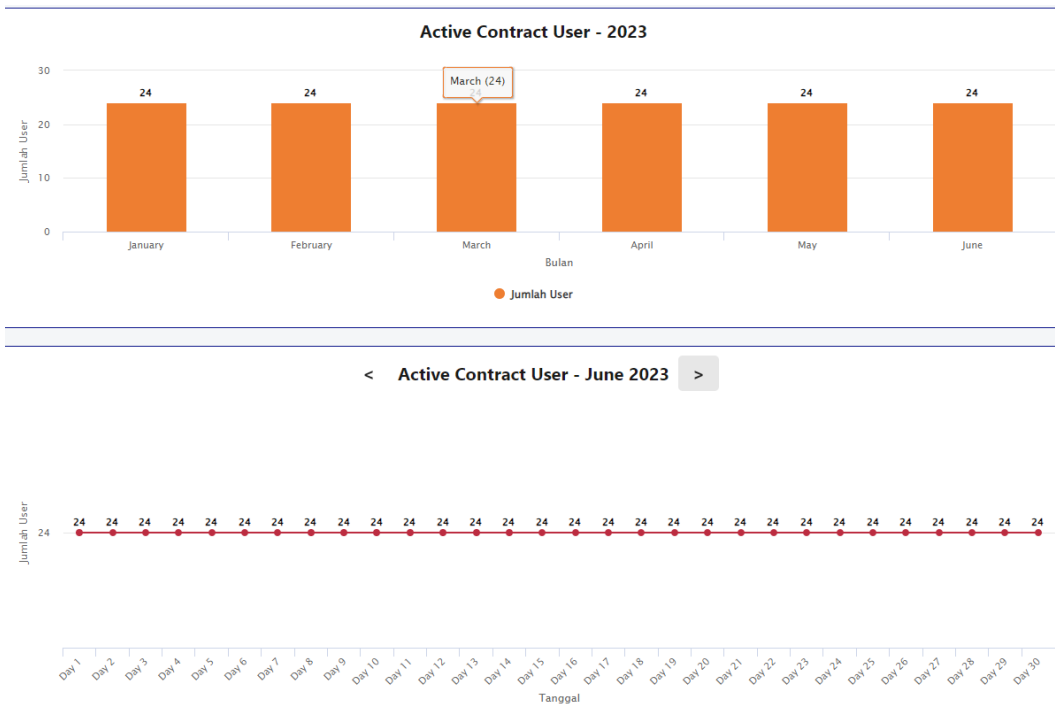 Active Contract User - 2023
30
20
10
0
Jumlah User
24 24 24 24 24 24
March (24)
January February March April May June
Bulan
Jumlah User
< Active Contract User - June 2023 >
Jumlah User
24
24 24 24 24 24 24 24 24 24 24 24 24 24 24 24 24 24 24 24 24 24 24 24 24 24 24 24 24 24 24
Day 1 Day 2 Day 3 Day 4 Day 5 Day 6 Day 7 Day 8 Day 9 Day 10 Day 11 Day 12 Day 13 Day 14 Day 15 Day 16 Day 17 Day 18 Day 19 Day 20 Day 21 Day 22 Day 23 Day 24 Day 25 Day 26 Day 27 Day 28 Day 29 Day 30
Tanggal